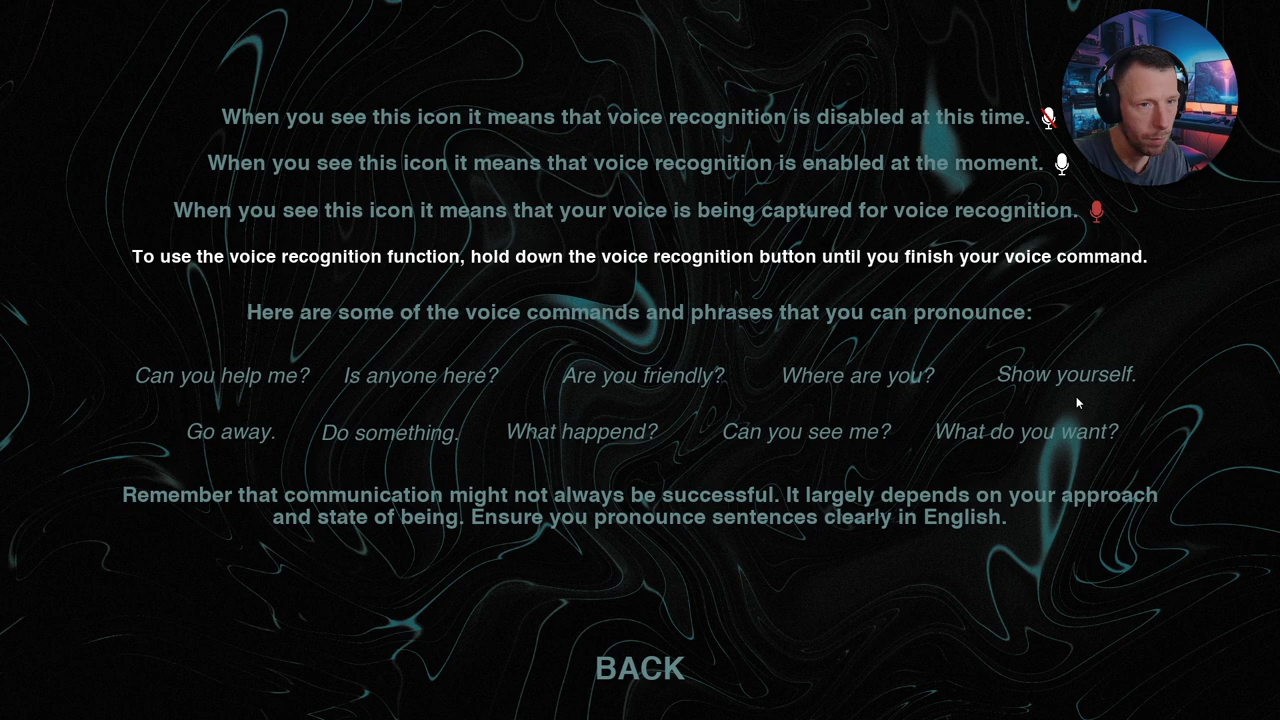 When you see this icon it means that voice recognition is disabled at this time.
When you see this icon it means that voice recognition is enabled at the moment.
When you see this icon it means that your voice is being captured for voice recognition.
To use the voice recognition function, hold down the voice recognition button until you finish your voice command.
Here are some of the voice commands and phrases that you can pronounce:
Can you help me? Is anyone here? Are you friendly? Where are you? Show yourself.
Go away. Do something. What happend? Can you see me? What do you want?
Remember that communication might not always be successful. It largely depends on your approach
and state of being. Ensure you pronounce sentences clearly in English.
BACK